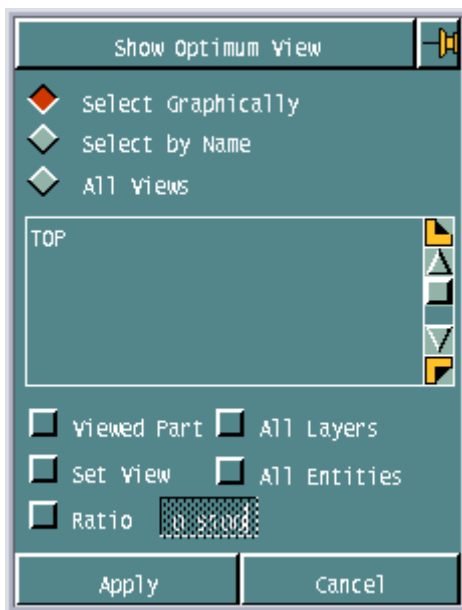 Show Optimum View
Select Graphically
Select by Name
All Views
TOP
Viewed Part All Layers
Set View All Entities
Ratio
Apply Cancel